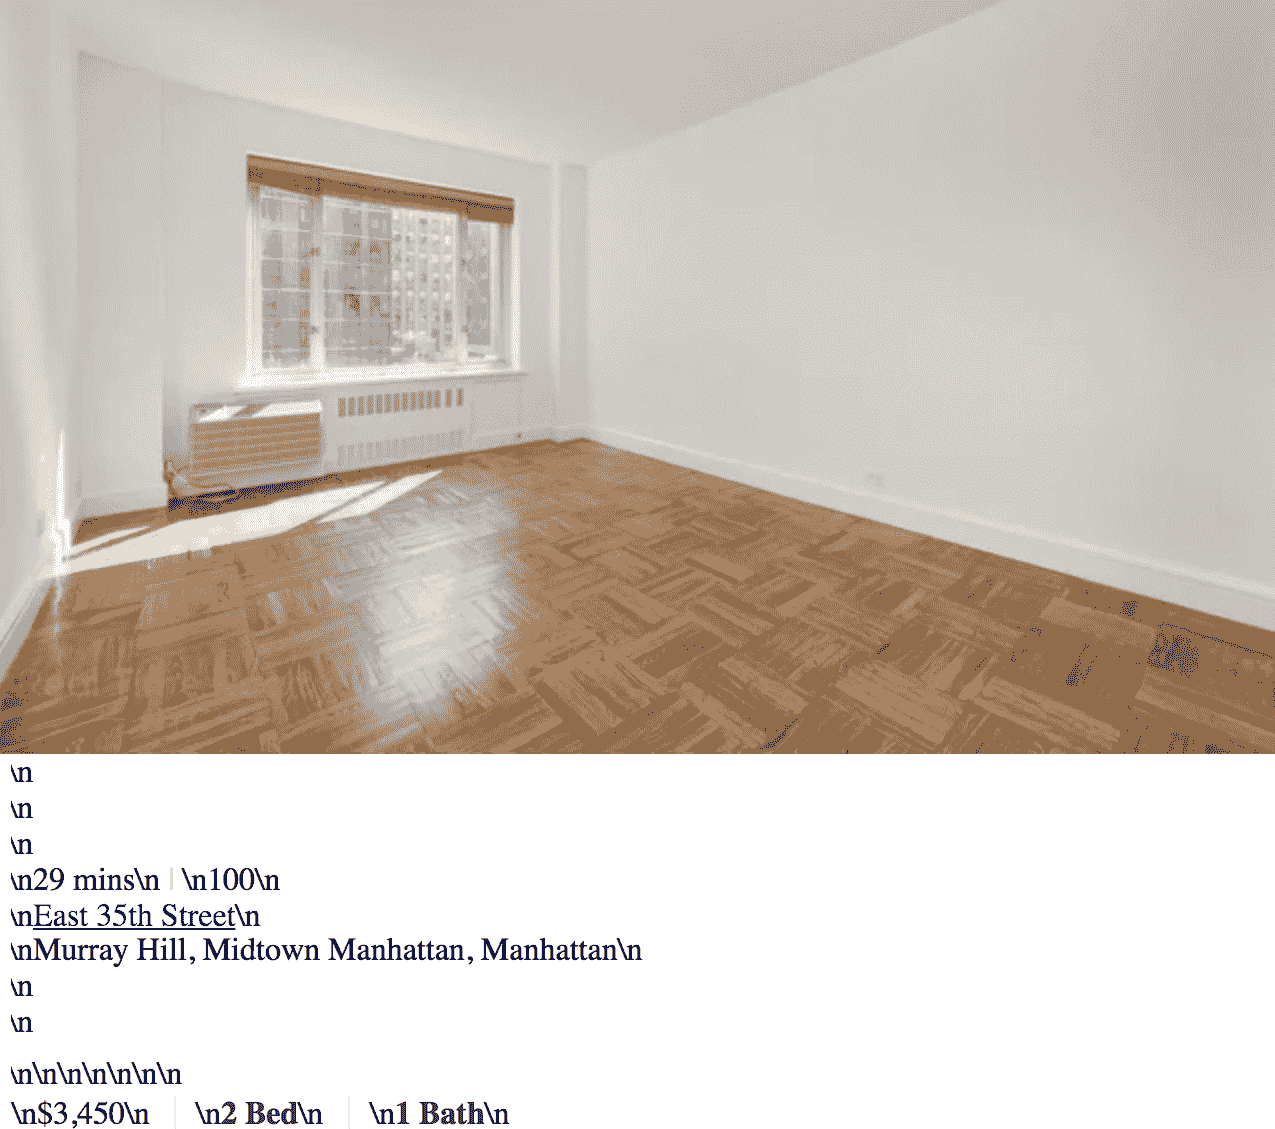 \n
\n
\n
\n29 mins\n | \n100\n
\nEast 35th Street\n
\nMurray Hill, Midtown Manhattan, Manhattan\n
\n
\n
\n\n\n\n\n\n\n
\n$3,450\n \n2 Bed\n \n1 Bath\n